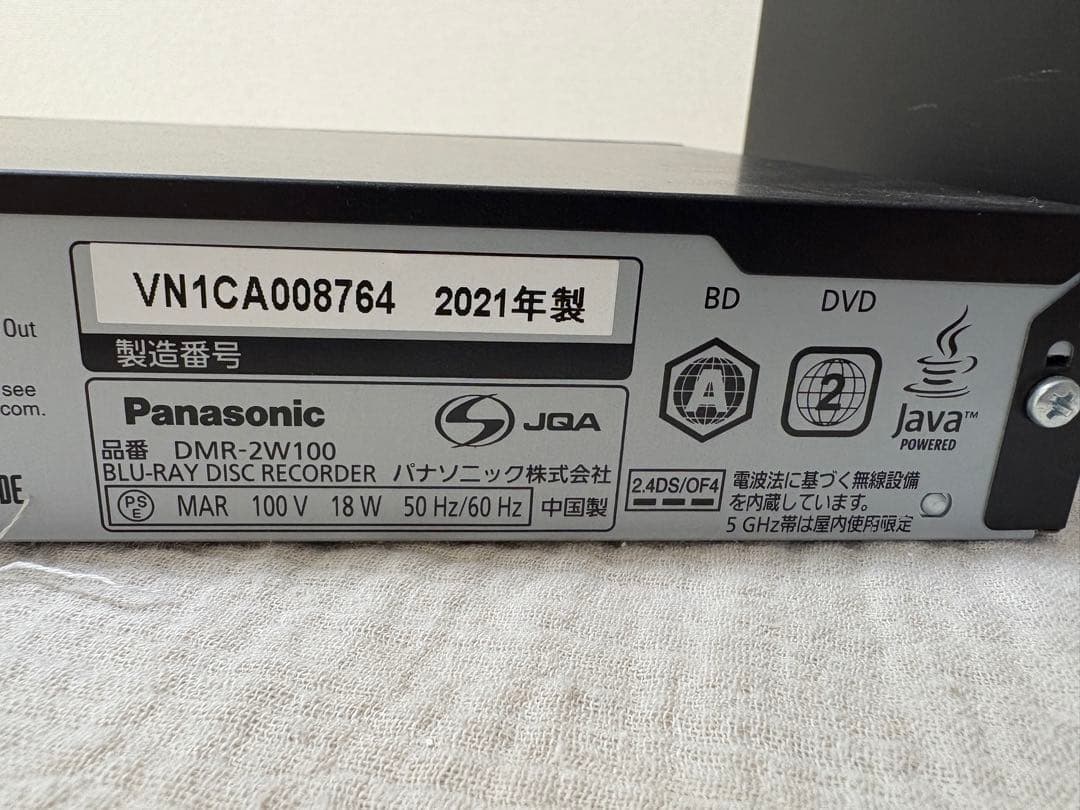 Out
see
com.
DE
VN1CA008764 2021年製
製造番号
Panasonic
JQA
品番 DMR-2W100
BLU-RAY DISC RECORDER パナソニック株式会社
PS
E
MAR 100 V 18 W 50 Hz/60 Hz 中国製
BD DVD
A 2
Java™
POWERED
2.4DS/OF4
電波法に基づく無線設備
を内蔵しています。
5 GHz帯は屋内使用限定